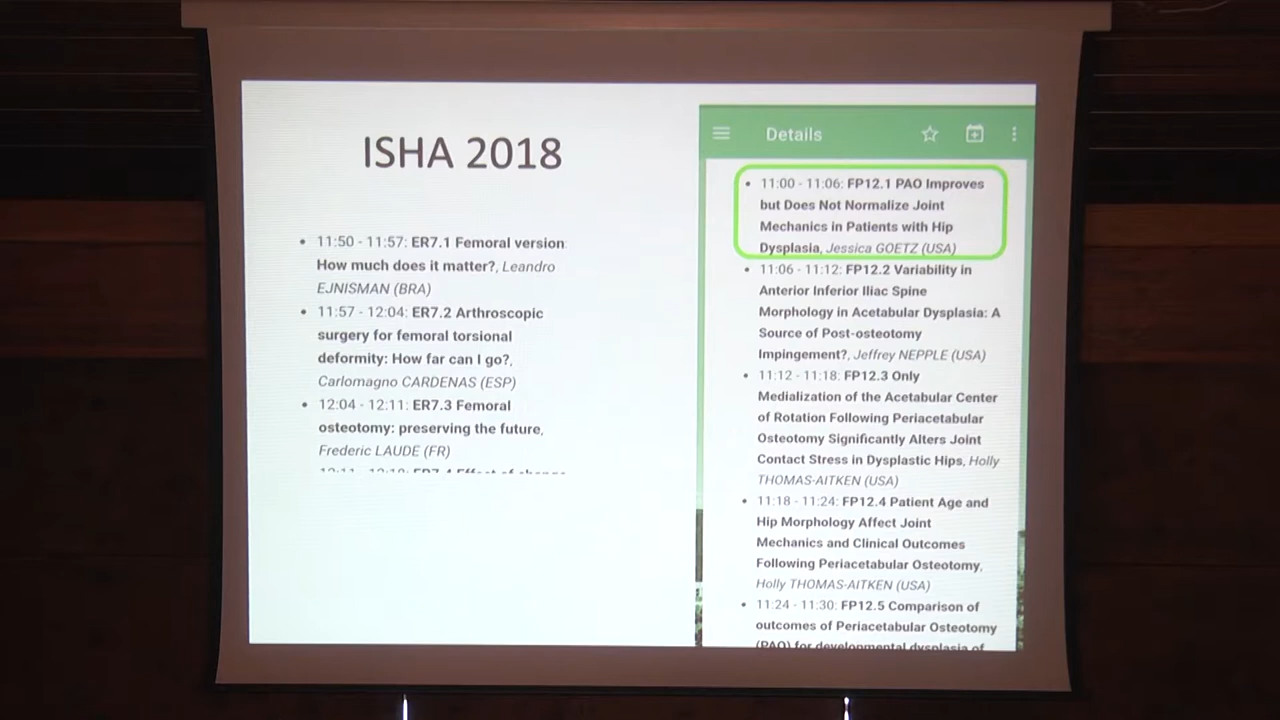 ISHA 2018
• 11:50 - 11:57: ER7.1 Femoral version:
How much does it matter?, Leandro
EJNISMAN (BRA)
• 11:57 - 12:04: ER7.2 Arthroscopic
surgery for femoral torsional
deformity: How far can I go?,
Carlomagno CARDENAS (ESP)
• 12:04 - 12:11: ER7.3 Femoral
osteotomy: preserving the future,
Frederic LAUDE (FR)
Details
• 11:00 - 11:06: FP12.1 PAO Improves
but Does Not Normalize Joint
Mechanics in Patients with Hip
Dysplasia, Jessica GOETZ (USA)
• 11:06 - 11:12: FP12.2 Variability in
Anterior Inferior Iliac Spine
Morphology in Acetabular Dysplasia: A
Source of Post-osteotomy
Impingement?, Jeffrey NEPPLE (USA)
• 11:12 - 11:18: FP12.3 Only
Medialization of the Acetabular Center
of Rotation Following Periacetabular
Osteotomy Significantly Alters Joint
Contact Stress in Dysplastic Hips, Holly
THOMAS-AITKEN (USA)
• 11:18 - 11:24: FP12.4 Patient Age and
Hip Morphology Affect Joint
Mechanics and Clinical Outcomes
Following Periacetabular Osteotomy,
Holly THOMAS-AITKEN (USA)
• 11:24 - 11:30: FP12.5 Comparison of
outcomes of Periacetabular Osteotomy
(PAO) for developmental dysplasia of